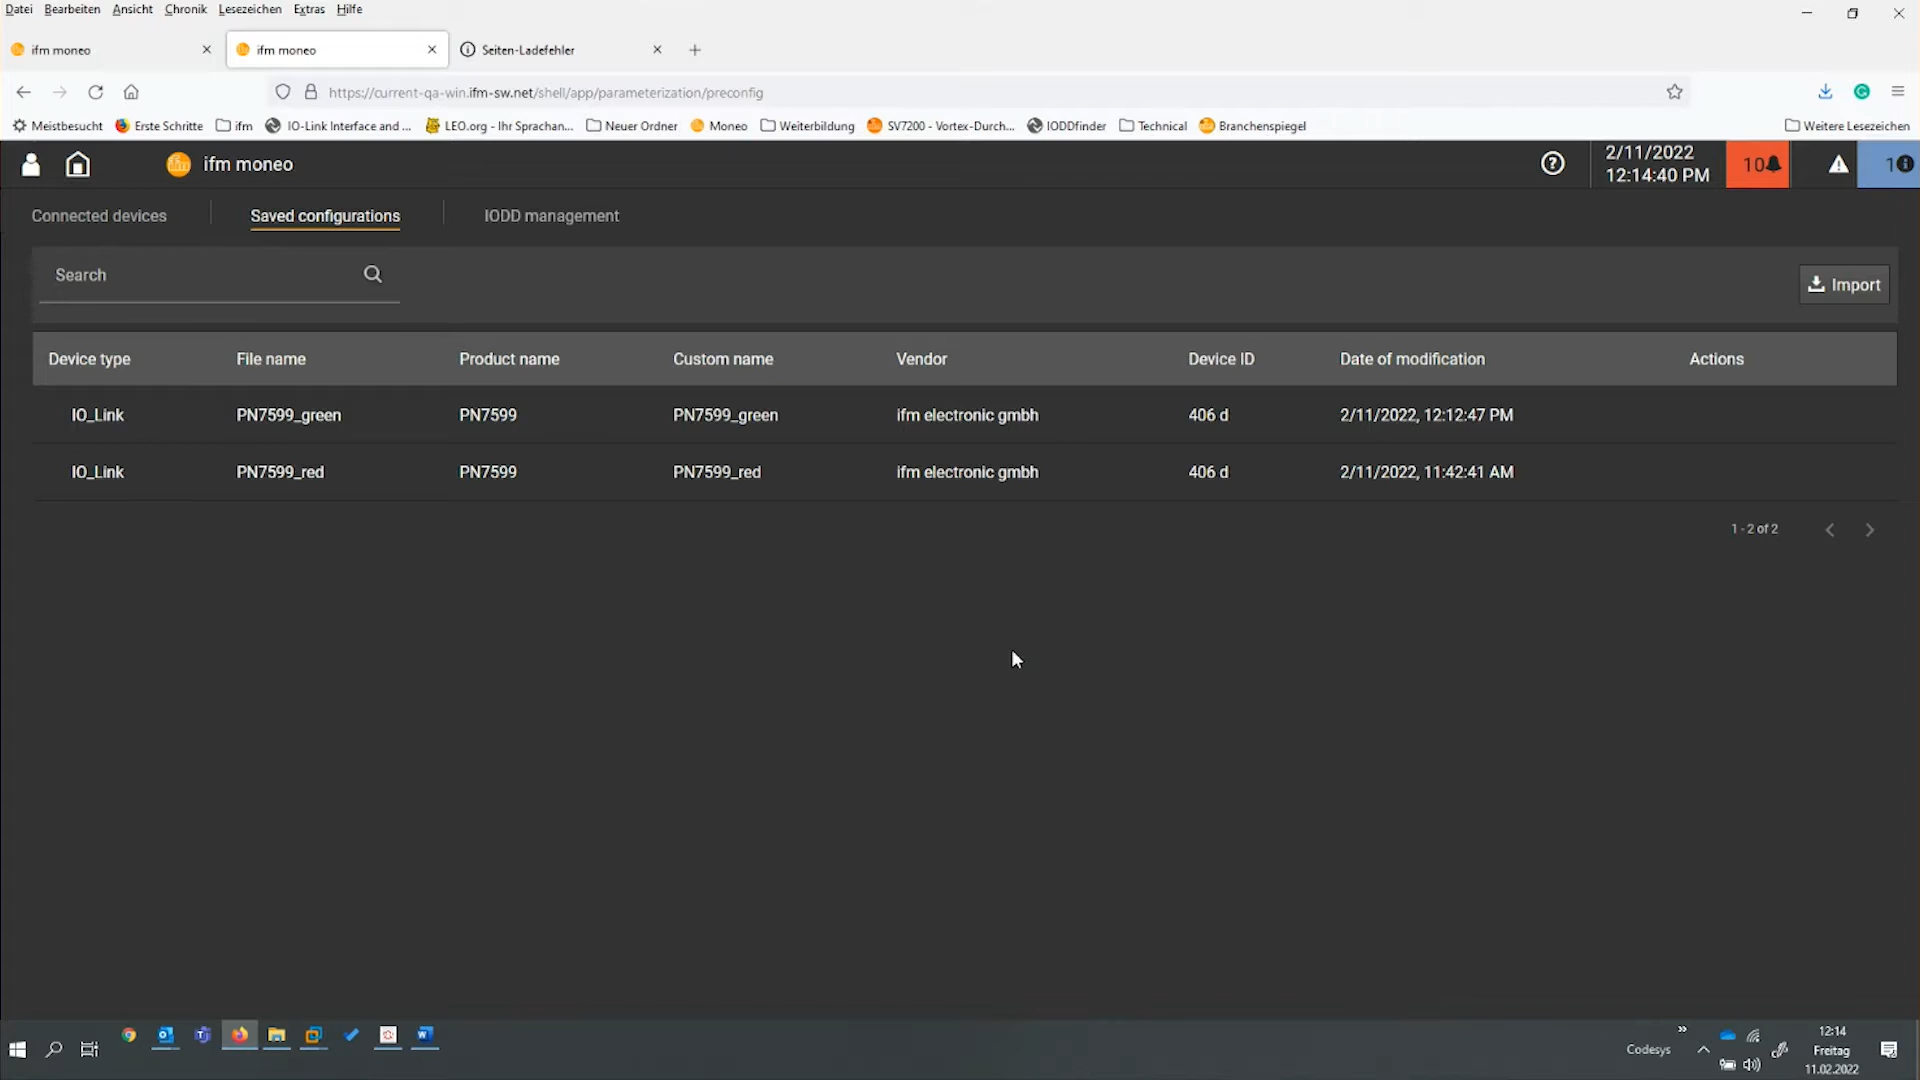 Datei Bearbeiten Ansicht Chronik Lesezeichen Extras Hilfe
ifm moneo ifm moneo Seiten-Ladefehler
https://current-qa-win.ifm-sw.net/shell/app/parameterization/preconfig
Meistbesucht Erste Schritte ifm IO-Link Interface and ... LEO.org - Ihr Sprachan... Neuer Ordner Moneo Weiterbildung SV7200 - Vortex-Durch... IODDfinder Technical Branchenspiegel Weitere Lesezeichen
ifm ifm moneo 2/11/2022 10 1
12:14:40 PM
Connected devices Saved configurations IODD management
Search Import
Device type File name Product name Custom name Vendor Device ID Date of modification Actions
IO_Link PN7599_green PN7599 PN7599_green ifm electronic gmbh 406 d 2/11/2022, 12:12:47 PM
IO_Link PN7599_red PN7599 PN7599_red ifm electronic gmbh 406 d 2/11/2022, 11:42:41 AM
1 - 2 of 2
Codesys 12:14
Freitag
11.02.2022